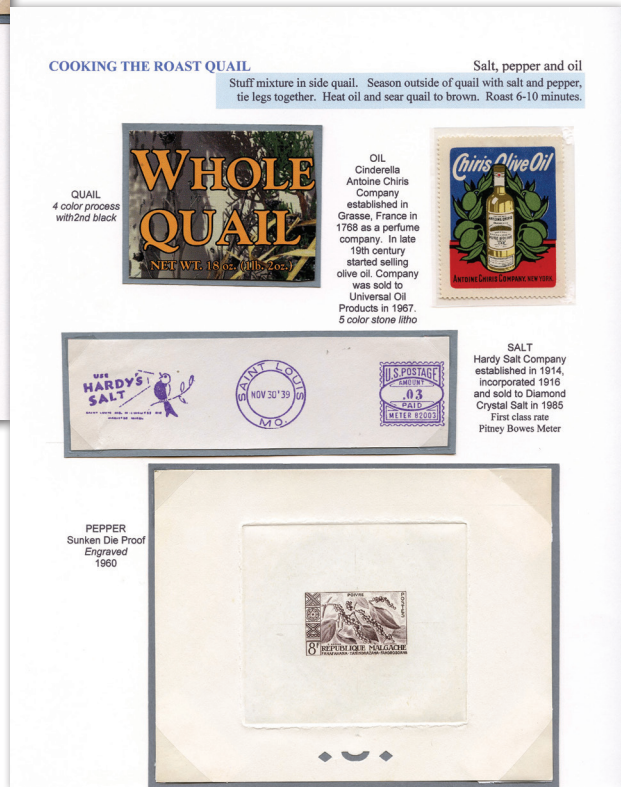 COOKING THE ROAST QUAIL
Salt, pepper and oil
Stuff mixture in side quail. Season outside of quail with salt and pepper,
tie legs together. Heat oil and sear quail to brown. Roast 6-10 minutes.
QUAIL
4 color process
with2nd black
WHOLE
QUAIL
NET WT. 18 oz. (1lb. 2oz.)
OIL
Cinderella
Antoine Chiris
Company
established in
Grasse, France in
1768 as a perfume
company. In late
19th century
started selling
olive oil. Company
was sold to
Universal Oil
Products in 1967.
5 color stone litho
Chiris Olive Oil
ANTOINE CHIRIS COMPANY, NEW YORK.
USE
HARDY'S
SALT
SAINT LOUIS
NOV 30'39
MO.
U.S. POSTAGE
AMOUNT
.03
PAID
METER 82003
SALT
Hardy Salt Company
established in 1914,
incorporated 1916
and sold to Diamond
Crystal Salt in 1985
First class rate
Pitney Bowes Meter
PEPPER
Sunken Die Proof
Engraved
1960
POIVRE
POSTES
8F
REPUBLIQUE MALGACHE